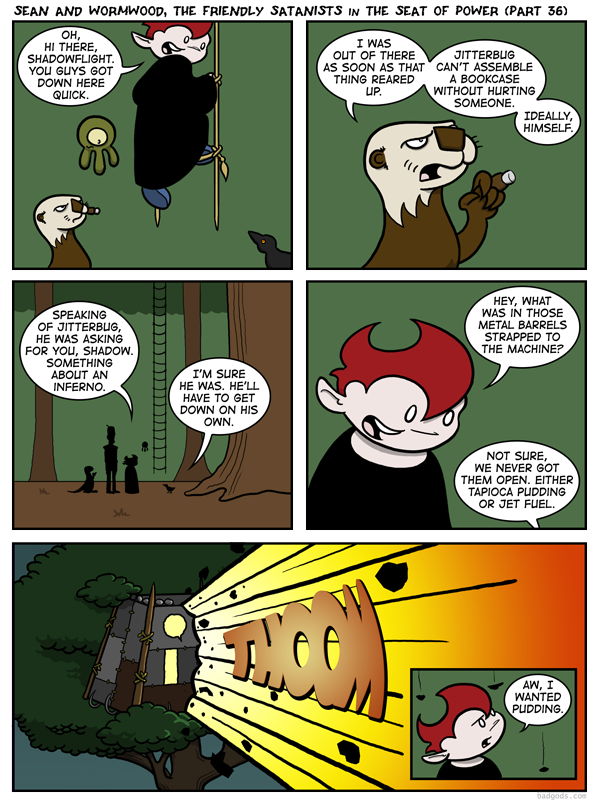 SEAN AND WORMWOOD, THE FRIENDLY SATANISTS IN THE SEAT OF POWER (PART 36)
OH,
HI THERE,
SHADOWFLIGHT.
YOU GUYS GOT
DOWN HERE
QUICK.
I WAS
OUT OF THERE
AS SOON AS THAT
THING REARED
UP.
JITTERBUG
CAN'T ASSEMBLE
A BOOKCASE
WITHOUT HURTING
SOMEONE.
IDEALLY,
HIMSELF.
SPEAKING
OF JITTERBUG,
HE WAS ASKING
FOR YOU, SHADOW.
SOMETHING
ABOUT AN
INFERNO.
I'M SURE
HE WAS. HE'LL
HAVE TO GET
DOWN ON HIS
OWN.
HEY, WHAT
WAS IN THOSE
METAL BARRELS
STRAPPED TO
THE MACHINE?
NOT SURE,
WE NEVER GOT
THEM OPEN. EITHER
TAPIOCA PUDDING
OR JET FUEL.
THOOM
AW, I
WANTED
PUDDING.
badgods.com